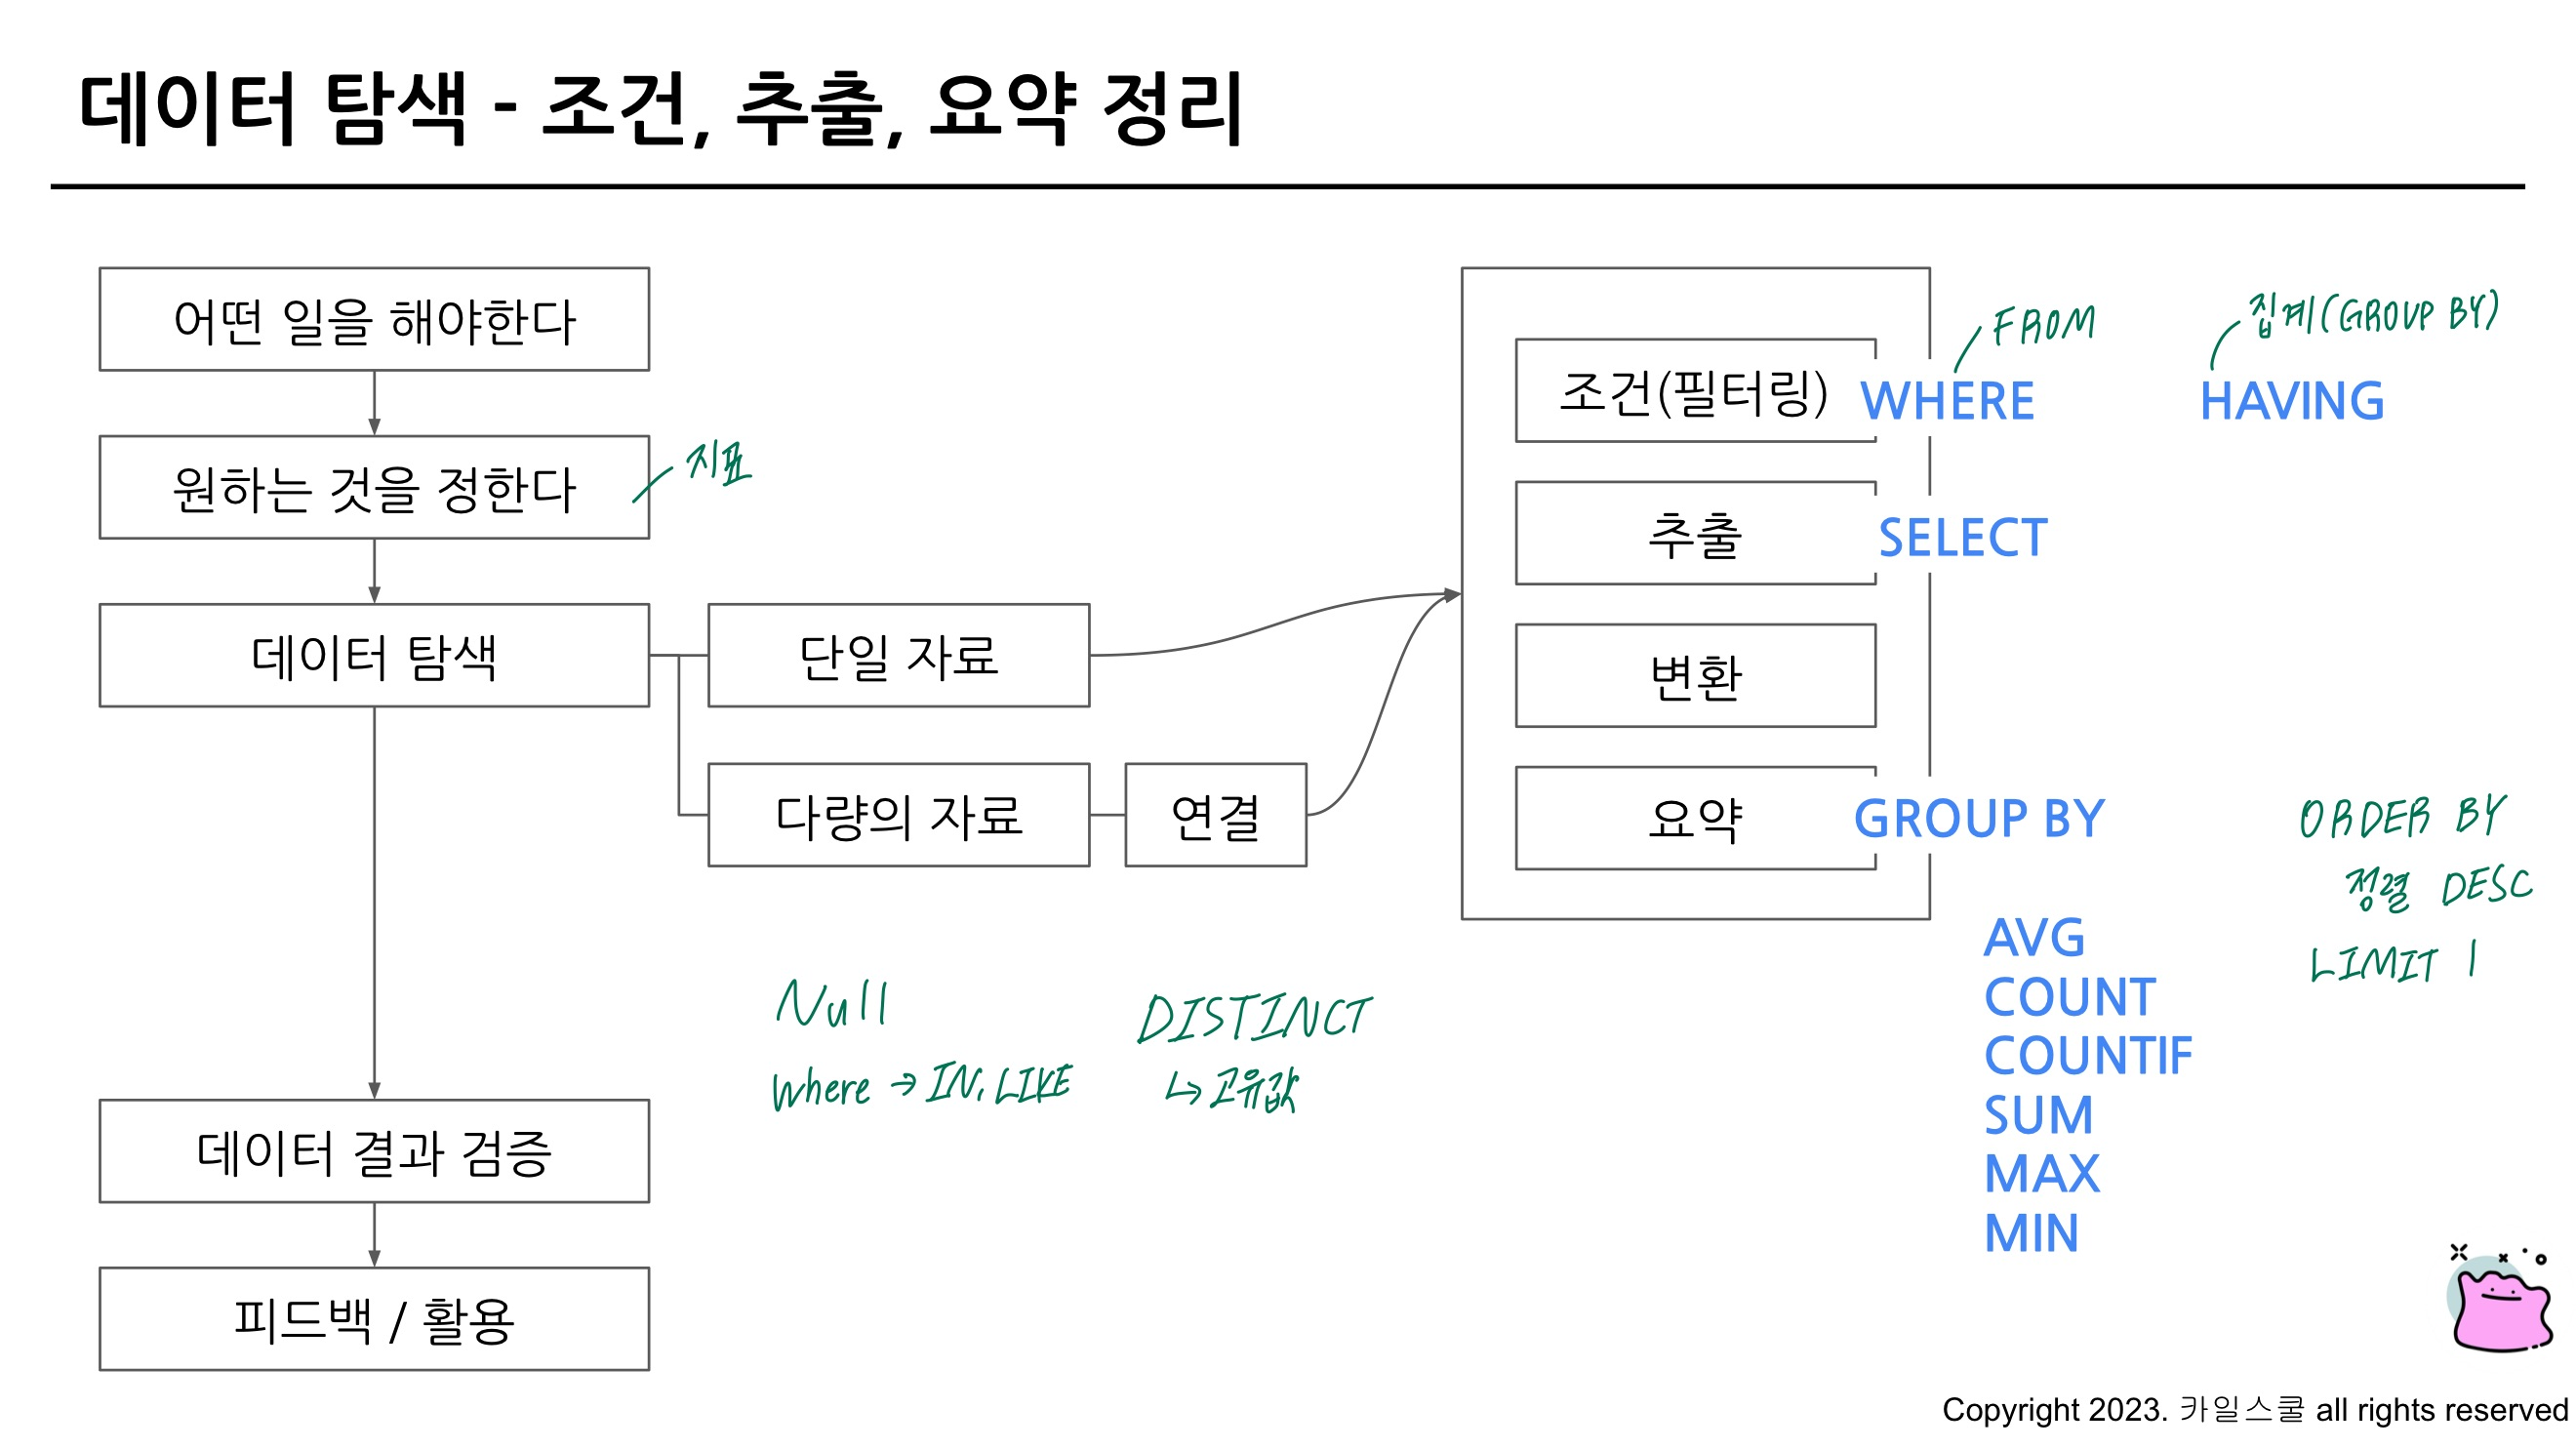 데이터 탐색 - 조건, 추출, 요약 정리
어떤 일을 해야한다
원하는 것을 정한다
지표
데이터 탐색
단일 자료
다량의 자료
연결
데이터 결과 검증
피드백 / 활용
조건(필터링)
WHERE
FROM
HAVING
집계(GROUP BY)
추출
SELECT
변환
요약
GROUP BY
AVG
COUNT
COUNTIF
SUM
MAX
MIN
ORDER BY
정렬 DESC
LIMIT 1
Null
where → IN, LIKE
DISTINCT
↳ 고유값
Copyright 2023. 카일스쿨 all rights reserved